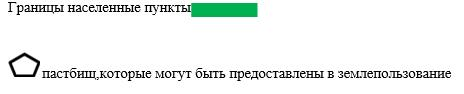 Границы населенные пункты
пастбищ,которые могут быть предоставлены в землепользование